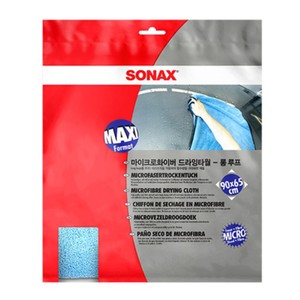 SONAX
MAXI
Format
마이크로화이버 드라잉타월 - 롱 루프
MICROFASERTROCKENTUCH
MICROFIBRE DRYING CLOTH
CHIFFON DE SECHAGE EN MICROFIBRE
MICROVEZELDROOGDOEK
PAÑO SECO DE MICROFIBRA
90x65
cm
MICRO